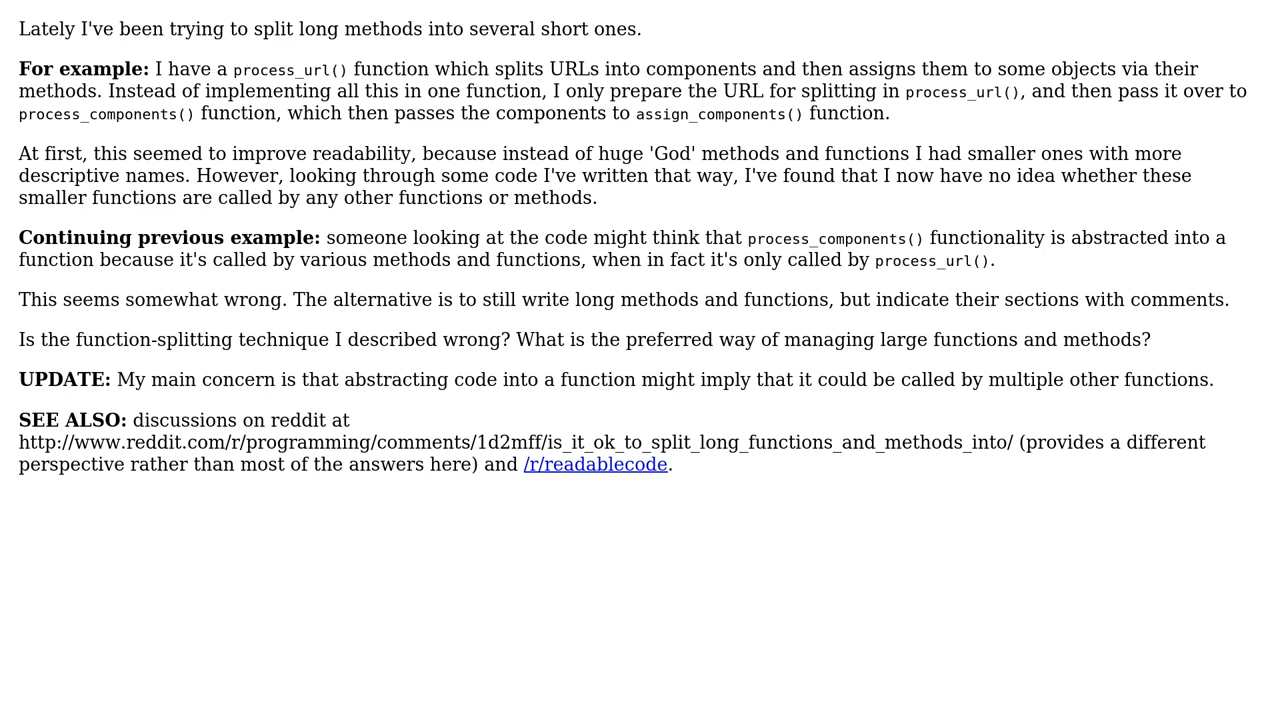 Lately I've been trying to split long methods into several short ones.
For example: I have a process_url() function which splits URLs into components and then assigns them to some objects via their
methods. Instead of implementing all this in one function, I only prepare the URL for splitting in process_url(), and then pass it over to
process_components() function, which then passes the components to assign_components() function.
At first, this seemed to improve readability, because instead of huge 'God' methods and functions I had smaller ones with more
descriptive names. However, looking through some code I've written that way, I've found that I now have no idea whether these
smaller functions are called by any other functions or methods.
Continuing previous example: someone looking at the code might think that process_components() functionality is abstracted into a
function because it's called by various methods and functions, when in fact it's only called by process_url().
This seems somewhat wrong. The alternative is to still write long methods and functions, but indicate their sections with comments.
Is the function-splitting technique I described wrong? What is the preferred way of managing large functions and methods?
UPDATE: My main concern is that abstracting code into a function might imply that it could be called by multiple other functions.
SEE ALSO: discussions on reddit at
http://www.reddit.com/r/programming/comments/1d2mff/is_it_ok_to_split_long_functions_and_methods_into/ (provides a different
perspective rather than most of the answers here) and /r/readablecode.